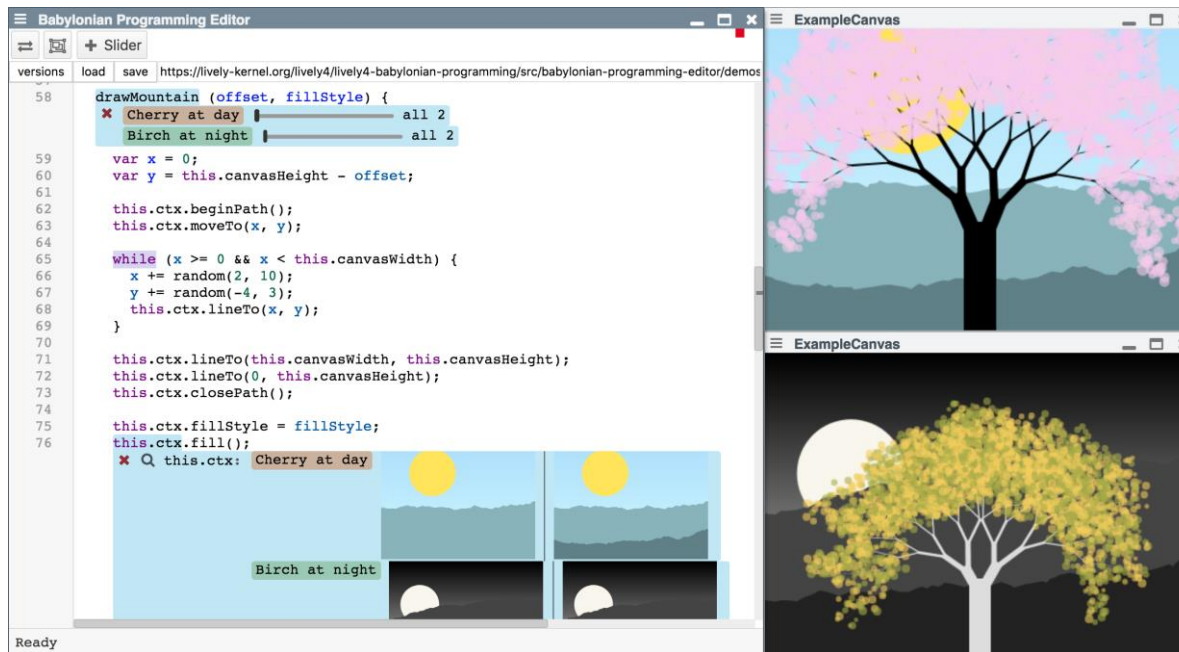 Babylonian Programming Editor
+ Slider
versions load save https://lively-kernel.org/lively4/lively4-babylonian-programming/src/babylonian-programming-editor/demos
58 drawMountain (offset, fillStyle) {
Cherry at day all 2
Birch at night all 2
59 var x = 0;
60 var y = this.canvasHeight - offset;
61
62 this.ctx.beginPath();
63 this.ctx.moveTo(x, y);
64
65 while (x >= 0 && x < this.canvasWidth) {
66 x += random(2, 10);
67 y += random(-4, 3);
68 this.ctx.lineTo(x, y);
69 }
70
71 this.ctx.lineTo(this.canvasWidth, this.canvasHeight);
72 this.ctx.lineTo(0, this.canvasHeight);
73 this.ctx.closePath();
74
75 this.ctx.fillStyle = fillStyle;
76 this.ctx.fill();
this.ctx: Cherry at day
Birch at night
Ready
ExampleCanvas
ExampleCanvas